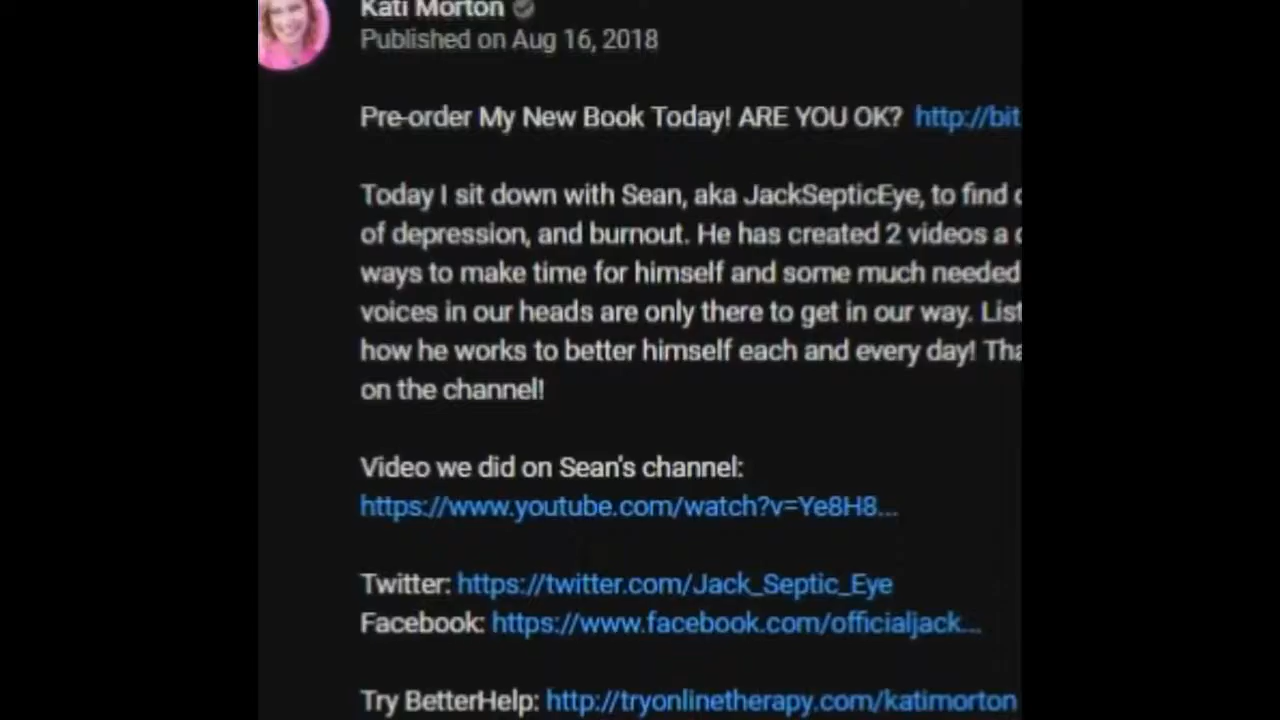 Kati Morton
Published on Aug 16, 2018
Pre-order My New Book Today! ARE YOU OK? http://bit
Today I sit down with Sean, aka JackSepticEye, to find
of depression, and burnout. He has created 2 videos a
ways to make time for himself and some much needed
voices in our heads are only there to get in our way. List
how he works to better himself each and every day! Tha
on the channel!
Video we did on Sean's channel:
https://www.youtube.com/watch?v=Ye8H8...
Twitter: https://twitter.com/Jack_Septic_Eye
Facebook: https://www.facebook.com/officialjack...
Try BetterHelp: http://tryonlinetherapy.com/katimorton